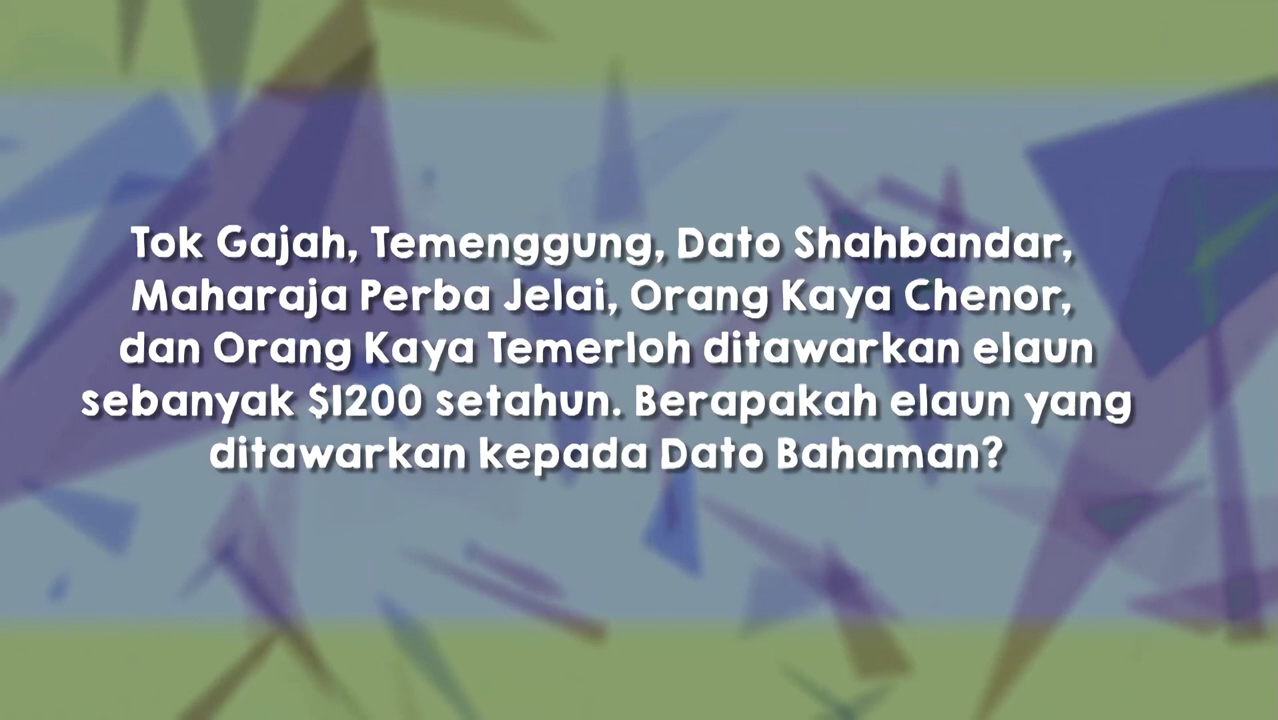 Tok Gajah, Temenggung, Dato Shahbandar,
Maharaja Perba Jelai, Orang Kaya Chenor,
dan Orang Kaya Temerloh ditawarkan elaun
sebanyak $1200 setahun. Berapakah elaun yang
ditawarkan kepada Dato Bahaman?